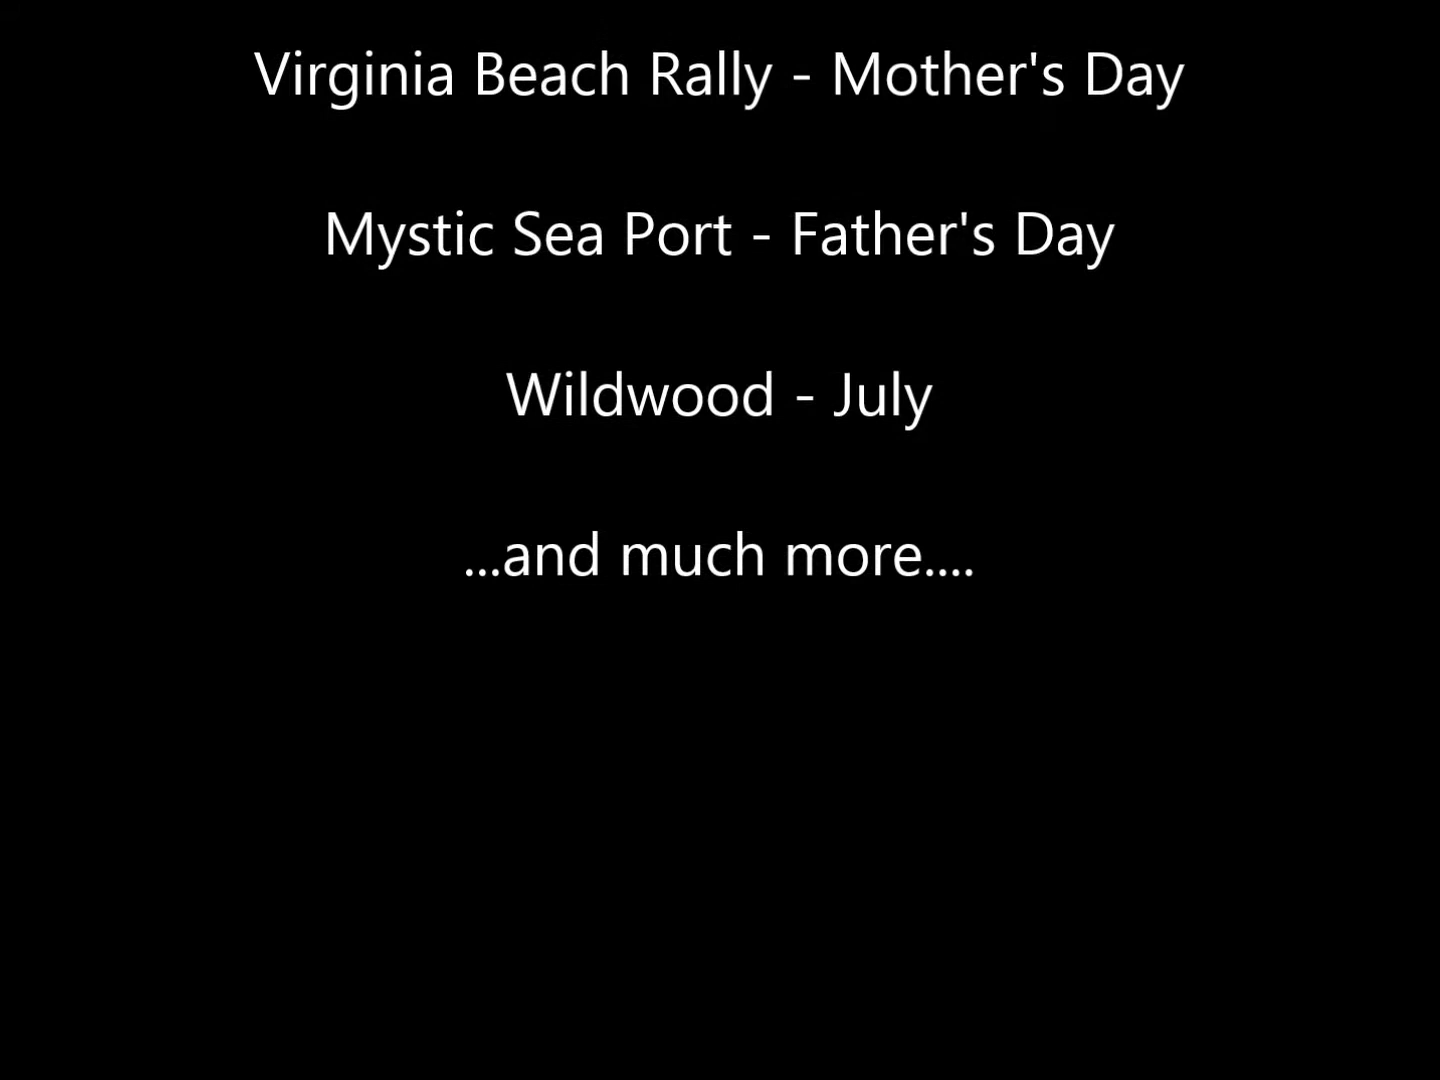 Virginia Beach Rally - Mother's Day
Mystic Sea Port - Father's Day
Wildwood - July
...and much more....